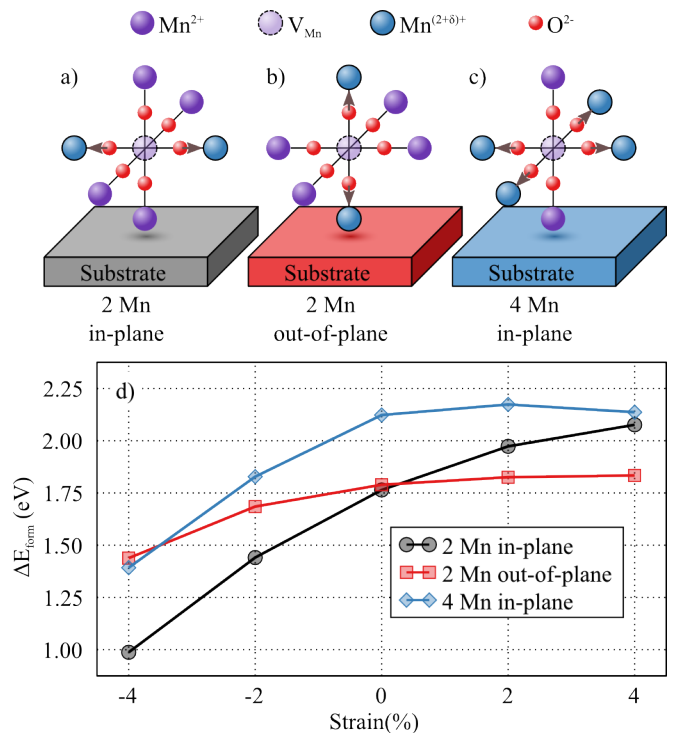 Mn2+ VMn Mn(2+δ)+ O2-
a) b) c)
Substrate Substrate Substrate
2 Mn 2 Mn 4 Mn
in-plane out-of-plane in-plane
d)
2.25
2.00
1.75
1.50
1.25
1.00
ΔEform (eV)
2 Mn in-plane
2 Mn out-of-plane
4 Mn in-plane
-4 -2 0 2 4
Strain(%)